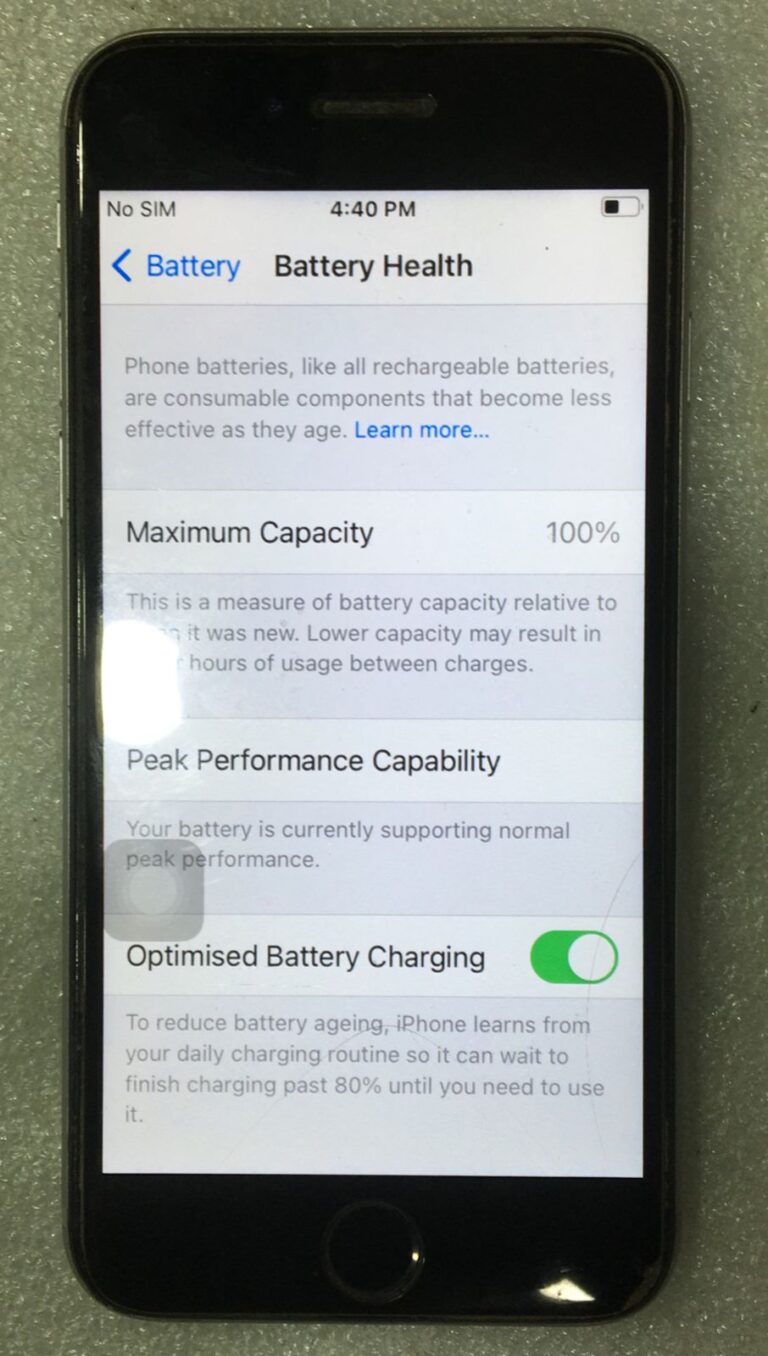 No SIM 4:40 PM
Battery Battery Health
Phone batteries, like all rechargeable batteries,
are consumable components that become less
effective as they age. Learn more...
Maximum Capacity 100%
This is a measure of battery capacity relative to
it was new. Lower capacity may result in
hours of usage between charges.
Peak Performance Capability
Your battery is currently supporting normal
peak performance.
Optimised Battery Charging
To reduce battery ageing, iPhone learns from
your daily charging routine so it can wait to
finish charging past 80% until you need to use
it.